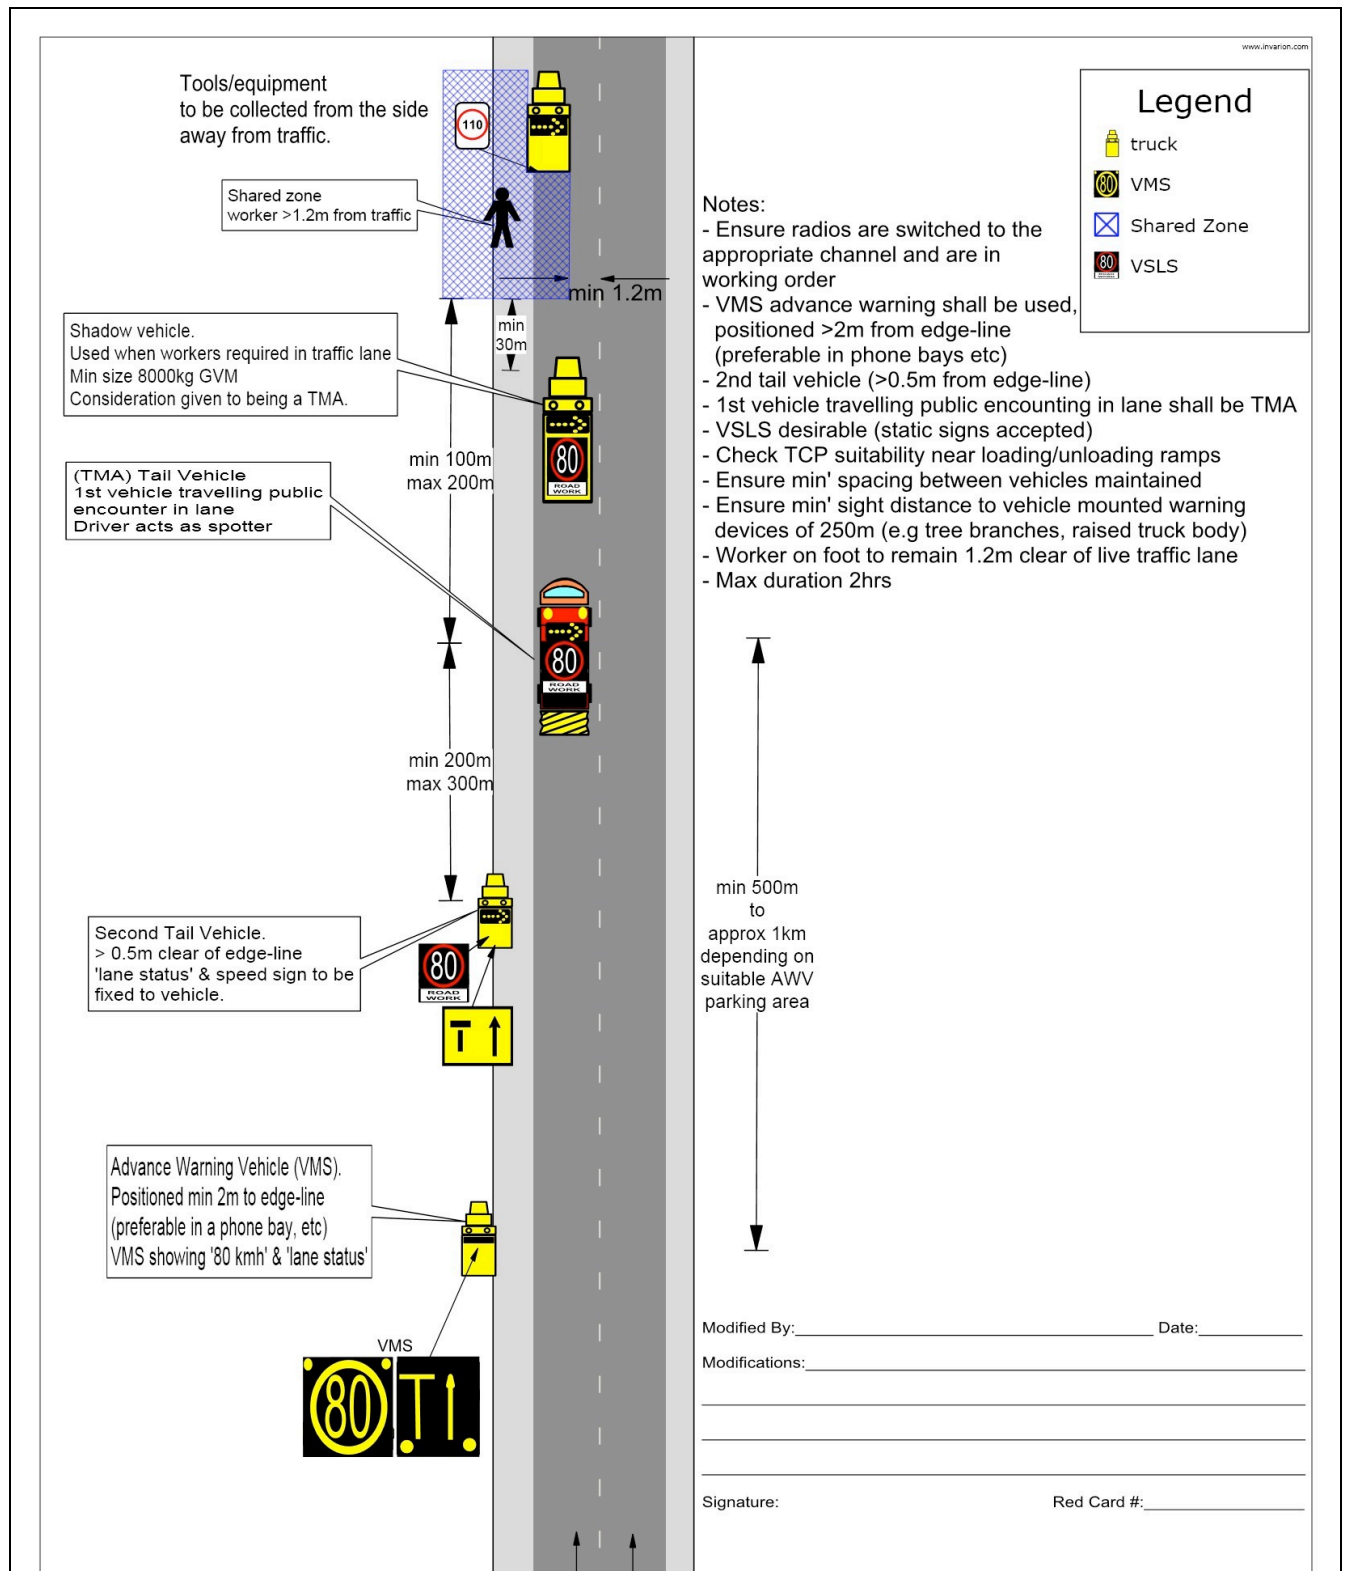 www.invarion.com
Tools/equipment
to be collected from the side
away from traffic.
110
Legend
truck
80
VMS
Shared Zone
80
VSLS
Shared zone
worker >1.2m from traffic
min 1.2m
min
30m
Notes:
- Ensure radios are switched to the
appropriate channel and are in
working order
- VMS advance warning shall be used,
positioned >2m from edge-line
(preferable in phone bays etc)
- 2nd tail vehicle (>0.5m from edge-line)
- 1st vehicle travelling public encounting in lane shall be TMA
- VSLS desirable (static signs accepted)
- Check TCP suitability near loading/unloading ramps
- Ensure min' spacing between vehicles maintained
- Ensure min' sight distance to vehicle mounted warning
devices of 250m (e.g tree branches, raised truck body)
- Worker on foot to remain 1.2m clear of live traffic lane
- Max duration 2hrs
Shadow vehicle.
Used when workers required in traffic lane
Min size 8000kg GVM
Consideration given to being a TMA.
80
ROAD
WORK
min 100m
max 200m
(TMA) Tail Vehicle
1st vehicle travelling public
encounter in lane
Driver acts as spotter
80
ROAD
WORK
min 200m
max 300m
min 500m
to
approx 1km
depending on
suitable AWV
parking area
Second Tail Vehicle.
> 0.5m clear of edge-line
'lane status' & speed sign to be
fixed to vehicle.
80
ROAD
WORK
Advance Warning Vehicle (VMS).
Positioned min 2m to edge-line
(preferable in a phone bay, etc)
VMS showing '80 kmh' & 'lane status'
VMS
80
Modified By: Date:
Modifications:
Signature: Red Card #: